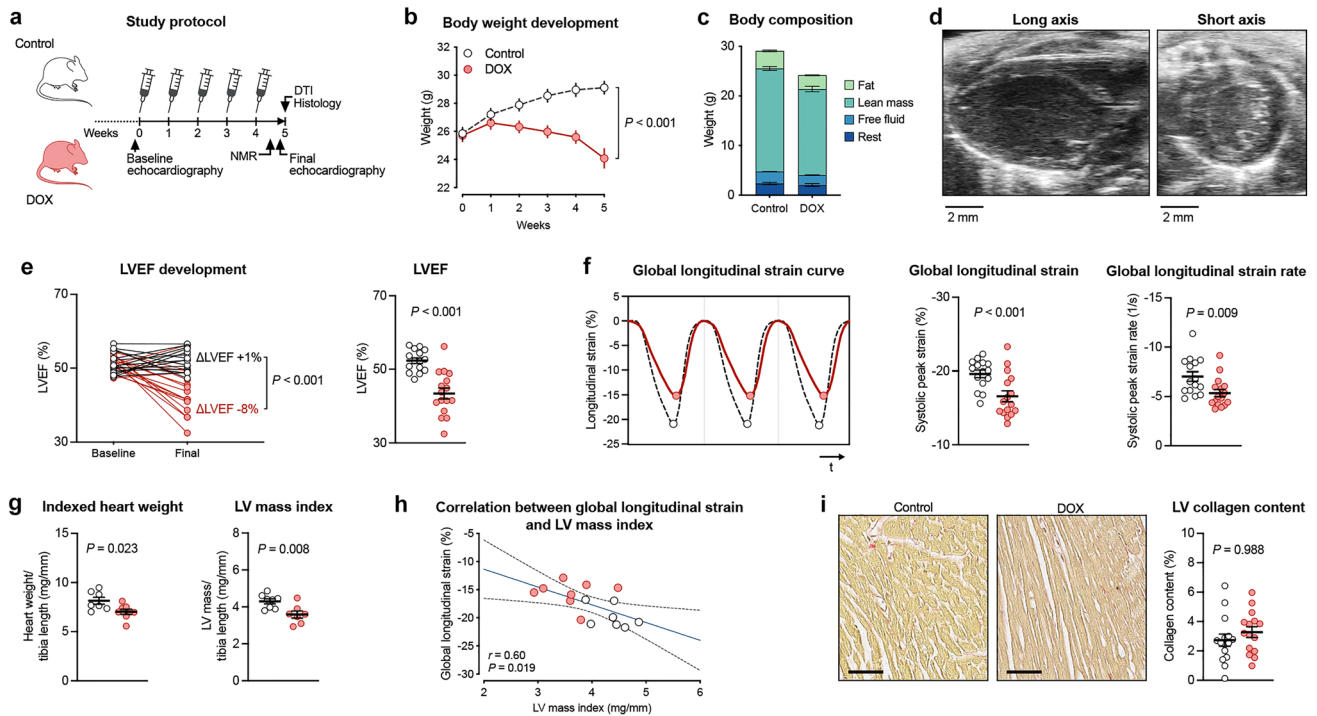 a
Study protocol
Control
DOX
Weeks
0
1
2
3
4
5
DTI
Histology
Baseline
echocardiography
NMR
Final
echocardiography
b
Body weight development
Weight (g)
32
30
28
26
24
22
Control
DOX
P < 0.001
0
1
2
3
4
5
Weeks
c
Body composition
Weight (g)
30
20
10
0
Fat
Lean mass
Free fluid
Rest
Control
DOX
d
Long axis
Short axis
2 mm
2 mm
e
LVEF development
LVEF (%)
70
50
30
ΔLVEF +1%
P < 0.001
ΔLVEF -8%
Baseline
Final
LVEF
LVEF (%)
70
50
30
P < 0.001
f
Global longitudinal strain curve
Longitudinal strain (%)
5
0
-5
-10
-15
-20
-25
t
Global longitudinal strain
Systolic peak strain (%)
-30
-20
-10
P < 0.001
Global longitudinal strain rate
Systolic peak strain rate (1/s)
-15
-10
-5
0
P = 0.009
g
Indexed heart weight
Heart weight/
tibia length (mg/mm)
15
10
5
0
P = 0.023
LV mass index
LV mass/
tibia length (mg/mm)
8
6
4
2
0
P = 0.008
h
Correlation between global longitudinal strain
and LV mass index
Global longitudinal strain (%)
-5
-10
-15
-20
-25
-30
r = 0.60
P = 0.019
2
3
4
5
6
LV mass index (mg/mm)
i
Control
DOX
LV collagen content
Collagen content (%)
10
8
6
4
2
0
P = 0.988